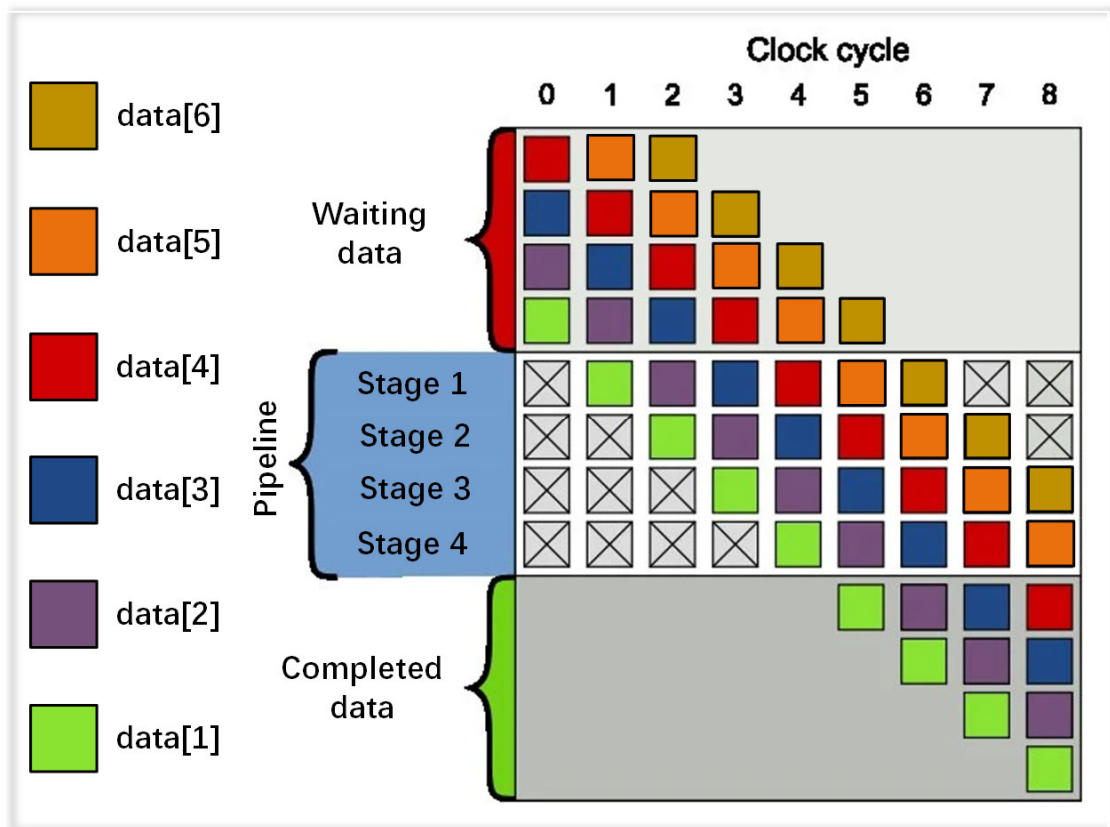 Clock cycle
0 1 2 3 4 5 6 7 8
data[6]
data[5]
data[4]
data[3]
data[2]
data[1]
Waiting
data
Pipeline
Stage 1
Stage 2
Stage 3
Stage 4
Completed
data